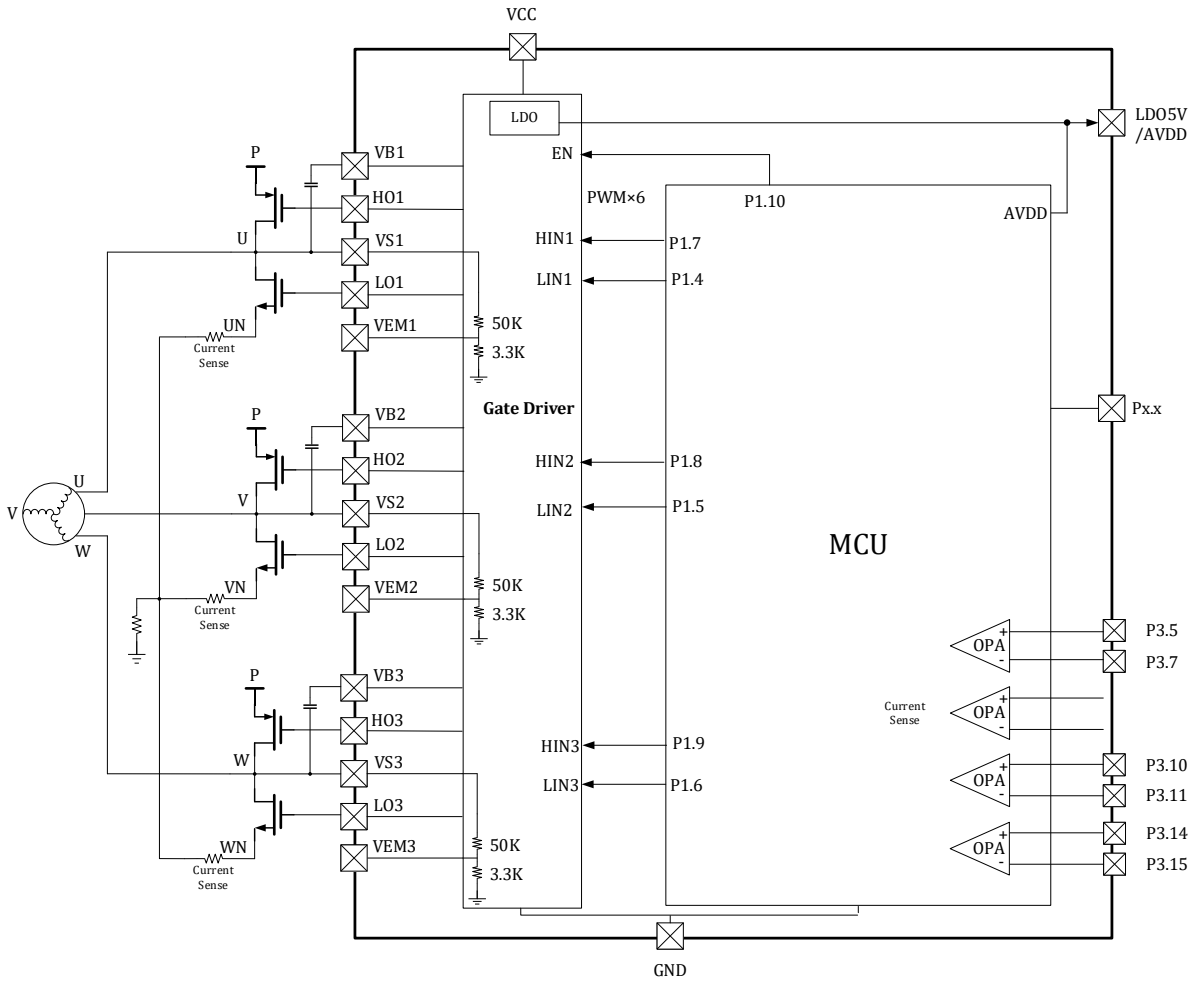 VCC
LDO
LDO5V
/AVDD
P
VB1
EN
PWM×6
P1.10
AVDD
HO1
U
VS1
HIN1
P1.7
LO1
LIN1
P1.4
UN
VEM1
50K
Current
Sense
3.3K
P
VB2
Gate Driver
Px.x
HO2
HIN2
P1.8
U
V
VS2
LIN2
P1.5
V
W
LO2
MCU
VN
VEM2
50K
Current
Sense
3.3K
+
OPA
-
P3.5
P3.7
P
VB3
+
OPA
-
Current
Sense
HO3
HIN3
P1.9
W
VS3
LIN3
P1.6
+
OPA
-
P3.10
P3.11
LO3
WN
VEM3
50K
Current
Sense
3.3K
+
OPA
-
P3.14
P3.15
GND